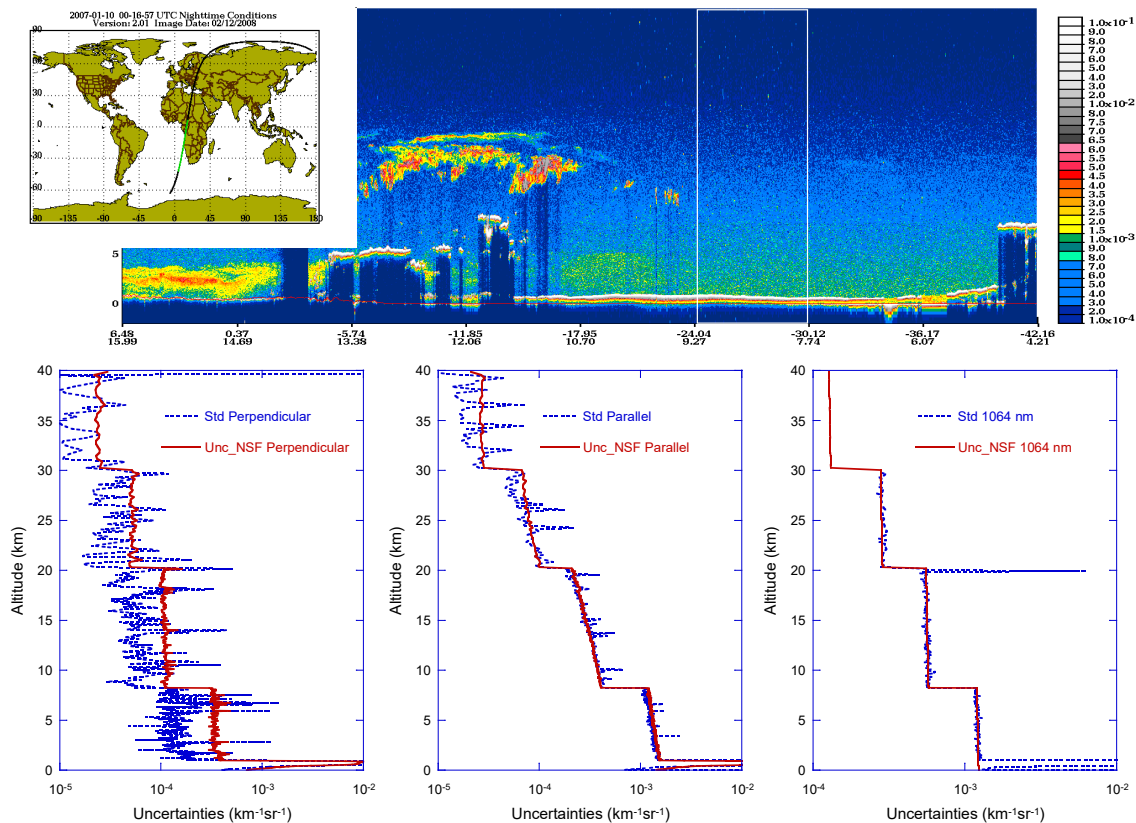 2007-01-10 00-16-57 UTC Nighttime Conditions
Version: 2.01 Image Date: 02/12/2008
90
60
30
0
-30
-60
-90 -135 -90 -45 0 45 90 135 180
5
0
6.48 0.37 -5.74 -11.85 -17.95 -24.04 -30.12 -36.17 -42.16
15.99 14.69 13.38 12.06 10.70 9.27 7.74 6.07 4.21
1.0x10⁻¹
9.0
8.0
7.0
6.0
5.0
4.0
3.0
2.0
1.0x10⁻²
9.0
8.0
7.5
7.0
6.5
6.0
5.5
5.0
4.5
4.0
3.5
3.0
2.5
2.0
1.5
1.0x10⁻³
9.0
8.0
7.0
6.0
5.0
4.0
3.0
2.0
1.0x10⁻⁴
Altitude (km)
40
35
30
25
20
15
10
5
0
Std Perpendicular
Unc_NSF Perpendicular
10⁻⁵ 10⁻⁴ 10⁻³ 10⁻²
Uncertainties (km⁻¹sr⁻¹)
Altitude (km)
40
35
30
25
20
15
10
5
0
Std Parallel
Unc_NSF Parallel
10⁻⁵ 10⁻⁴ 10⁻³ 10⁻²
Uncertainties (km⁻¹sr⁻¹)
Altitude (km)
40
35
30
25
20
15
10
5
0
Std 1064 nm
Unc_NSF 1064 nm
10⁻⁴ 10⁻³ 10⁻²
Uncertainties (km⁻¹sr⁻¹)